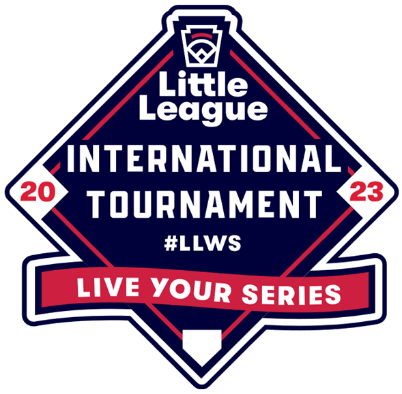 Little
League
INTERNATIONAL
20 23
TOURNAMENT
#LLWS
LIVE YOUR SERIES